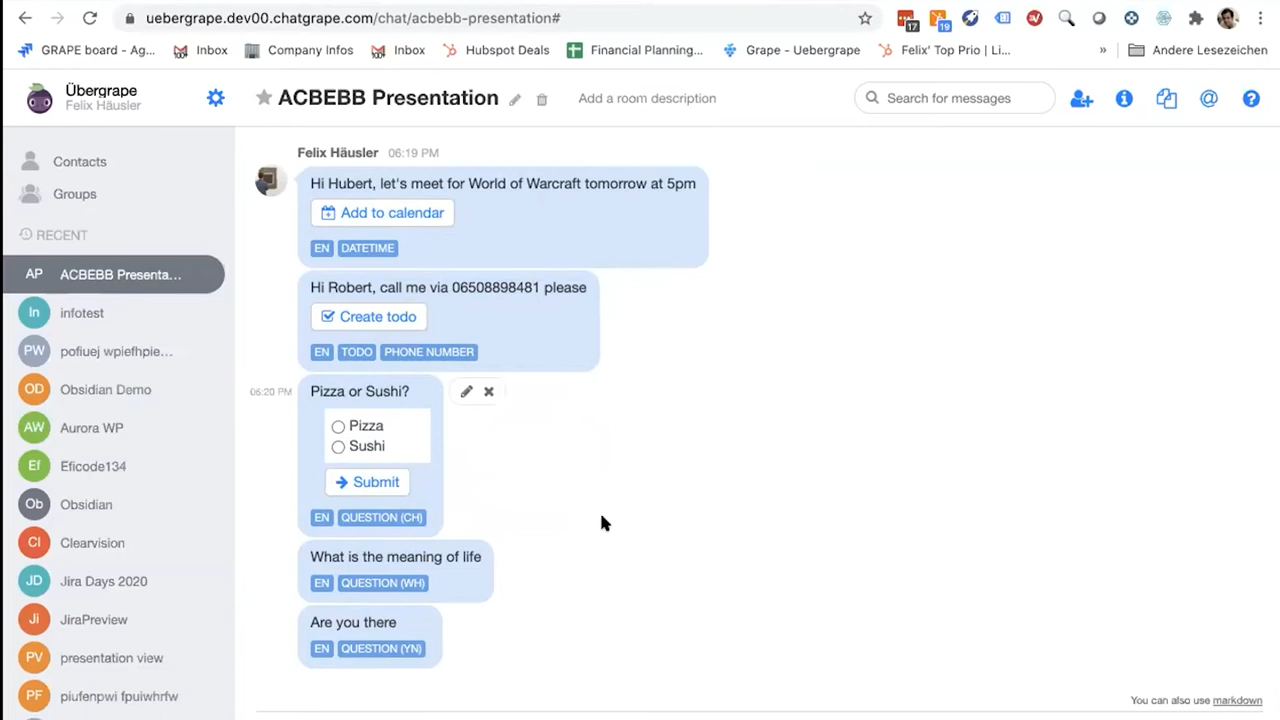 uebergrape.dev00.chatgrape.com/chat/acbebb-presentation#
17
19
GRAPE board - Ag...
Inbox
Company Infos
Inbox
Hubspot Deals
Financial Planning...
Grape - Uebergrape
Felix' Top Prio | Li...
»
Andere Lesezeichen
Übergrape
Felix Häusler
ACBEBB Presentation
Add a room description
Search for messages
Contacts
Groups
RECENT
AP ACBEBB Presenta...
In infotest
PW pofiuej wpiefhpie...
OD Obsidian Demo
AW Aurora WP
Ef Eficode134
Ob Obsidian
Cl Clearvision
JD Jira Days 2020
Ji JiraPreview
PV presentation view
PF piufenpwi fpuiwhrfw
Felix Häusler 06:19 PM
Hi Hubert, let's meet for World of Warcraft tomorrow at 5pm
Add to calendar
EN DATETIME
Hi Robert, call me via 06508898481 please
Create todo
EN TODO PHONE NUMBER
06:20 PM Pizza or Sushi?
Pizza
Sushi
Submit
EN QUESTION (CH)
What is the meaning of life
EN QUESTION (WH)
Are you there
EN QUESTION (YN)
You can also use markdown